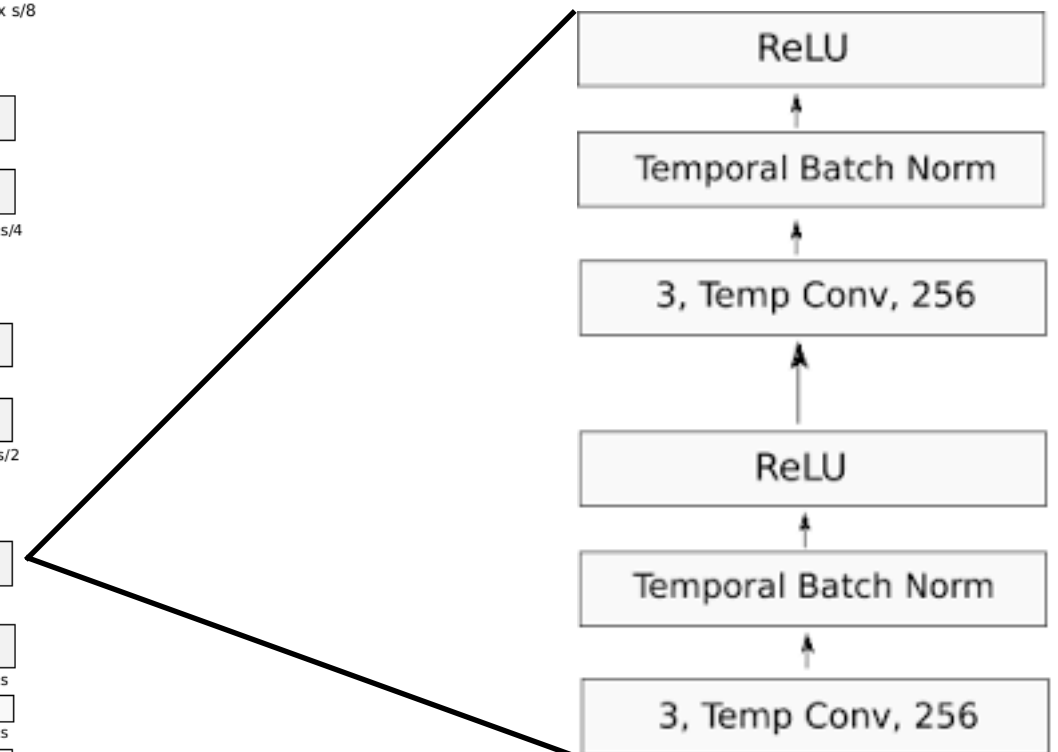 x s/8
s/4
s/2
s
s
ReLU
Temporal Batch Norm
3, Temp Conv, 256
ReLU
Temporal Batch Norm
3, Temp Conv, 256